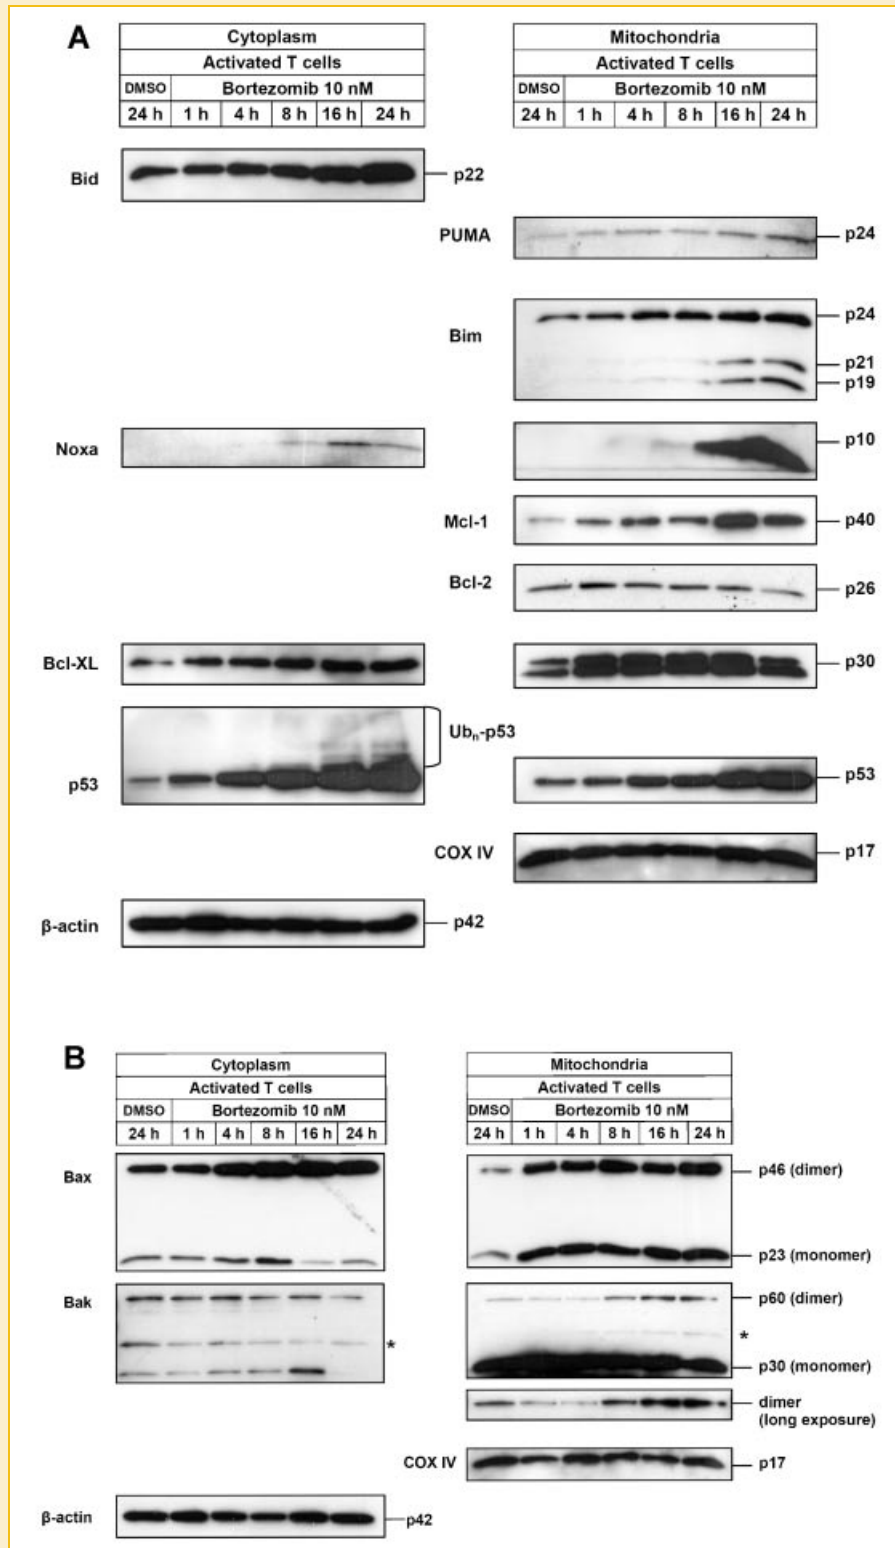 A
Cytoplasm
Activated T cells
DMSO
Bortezomib 10 nM
24 h 1 h 4 h 8 h 16 h 24 h
Mitochondria
Activated T cells
DMSO
Bortezomib 10 nM
24 h 1 h 4 h 8 h 16 h 24 h
Bid
p22
PUMA
p24
Bim
p24
p21
p19
Noxa
p10
Mcl-1
p40
Bcl-2
p26
Bcl-XL
p30
Ubn-p53
p53
p53
COX IV
p17
β-actin
p42
B
Cytoplasm
Activated T cells
DMSO
Bortezomib 10 nM
24 h 1 h 4 h 8 h 16 h 24 h
Mitochondria
Activated T cells
DMSO
Bortezomib 10 nM
24 h 1 h 4 h 8 h 16 h 24 h
Bax
p46 (dimer)
p23 (monomer)
Bak
p60 (dimer)
*
*
p30 (monomer)
dimer
(long exposure)
COX IV
p17
β-actin
p42